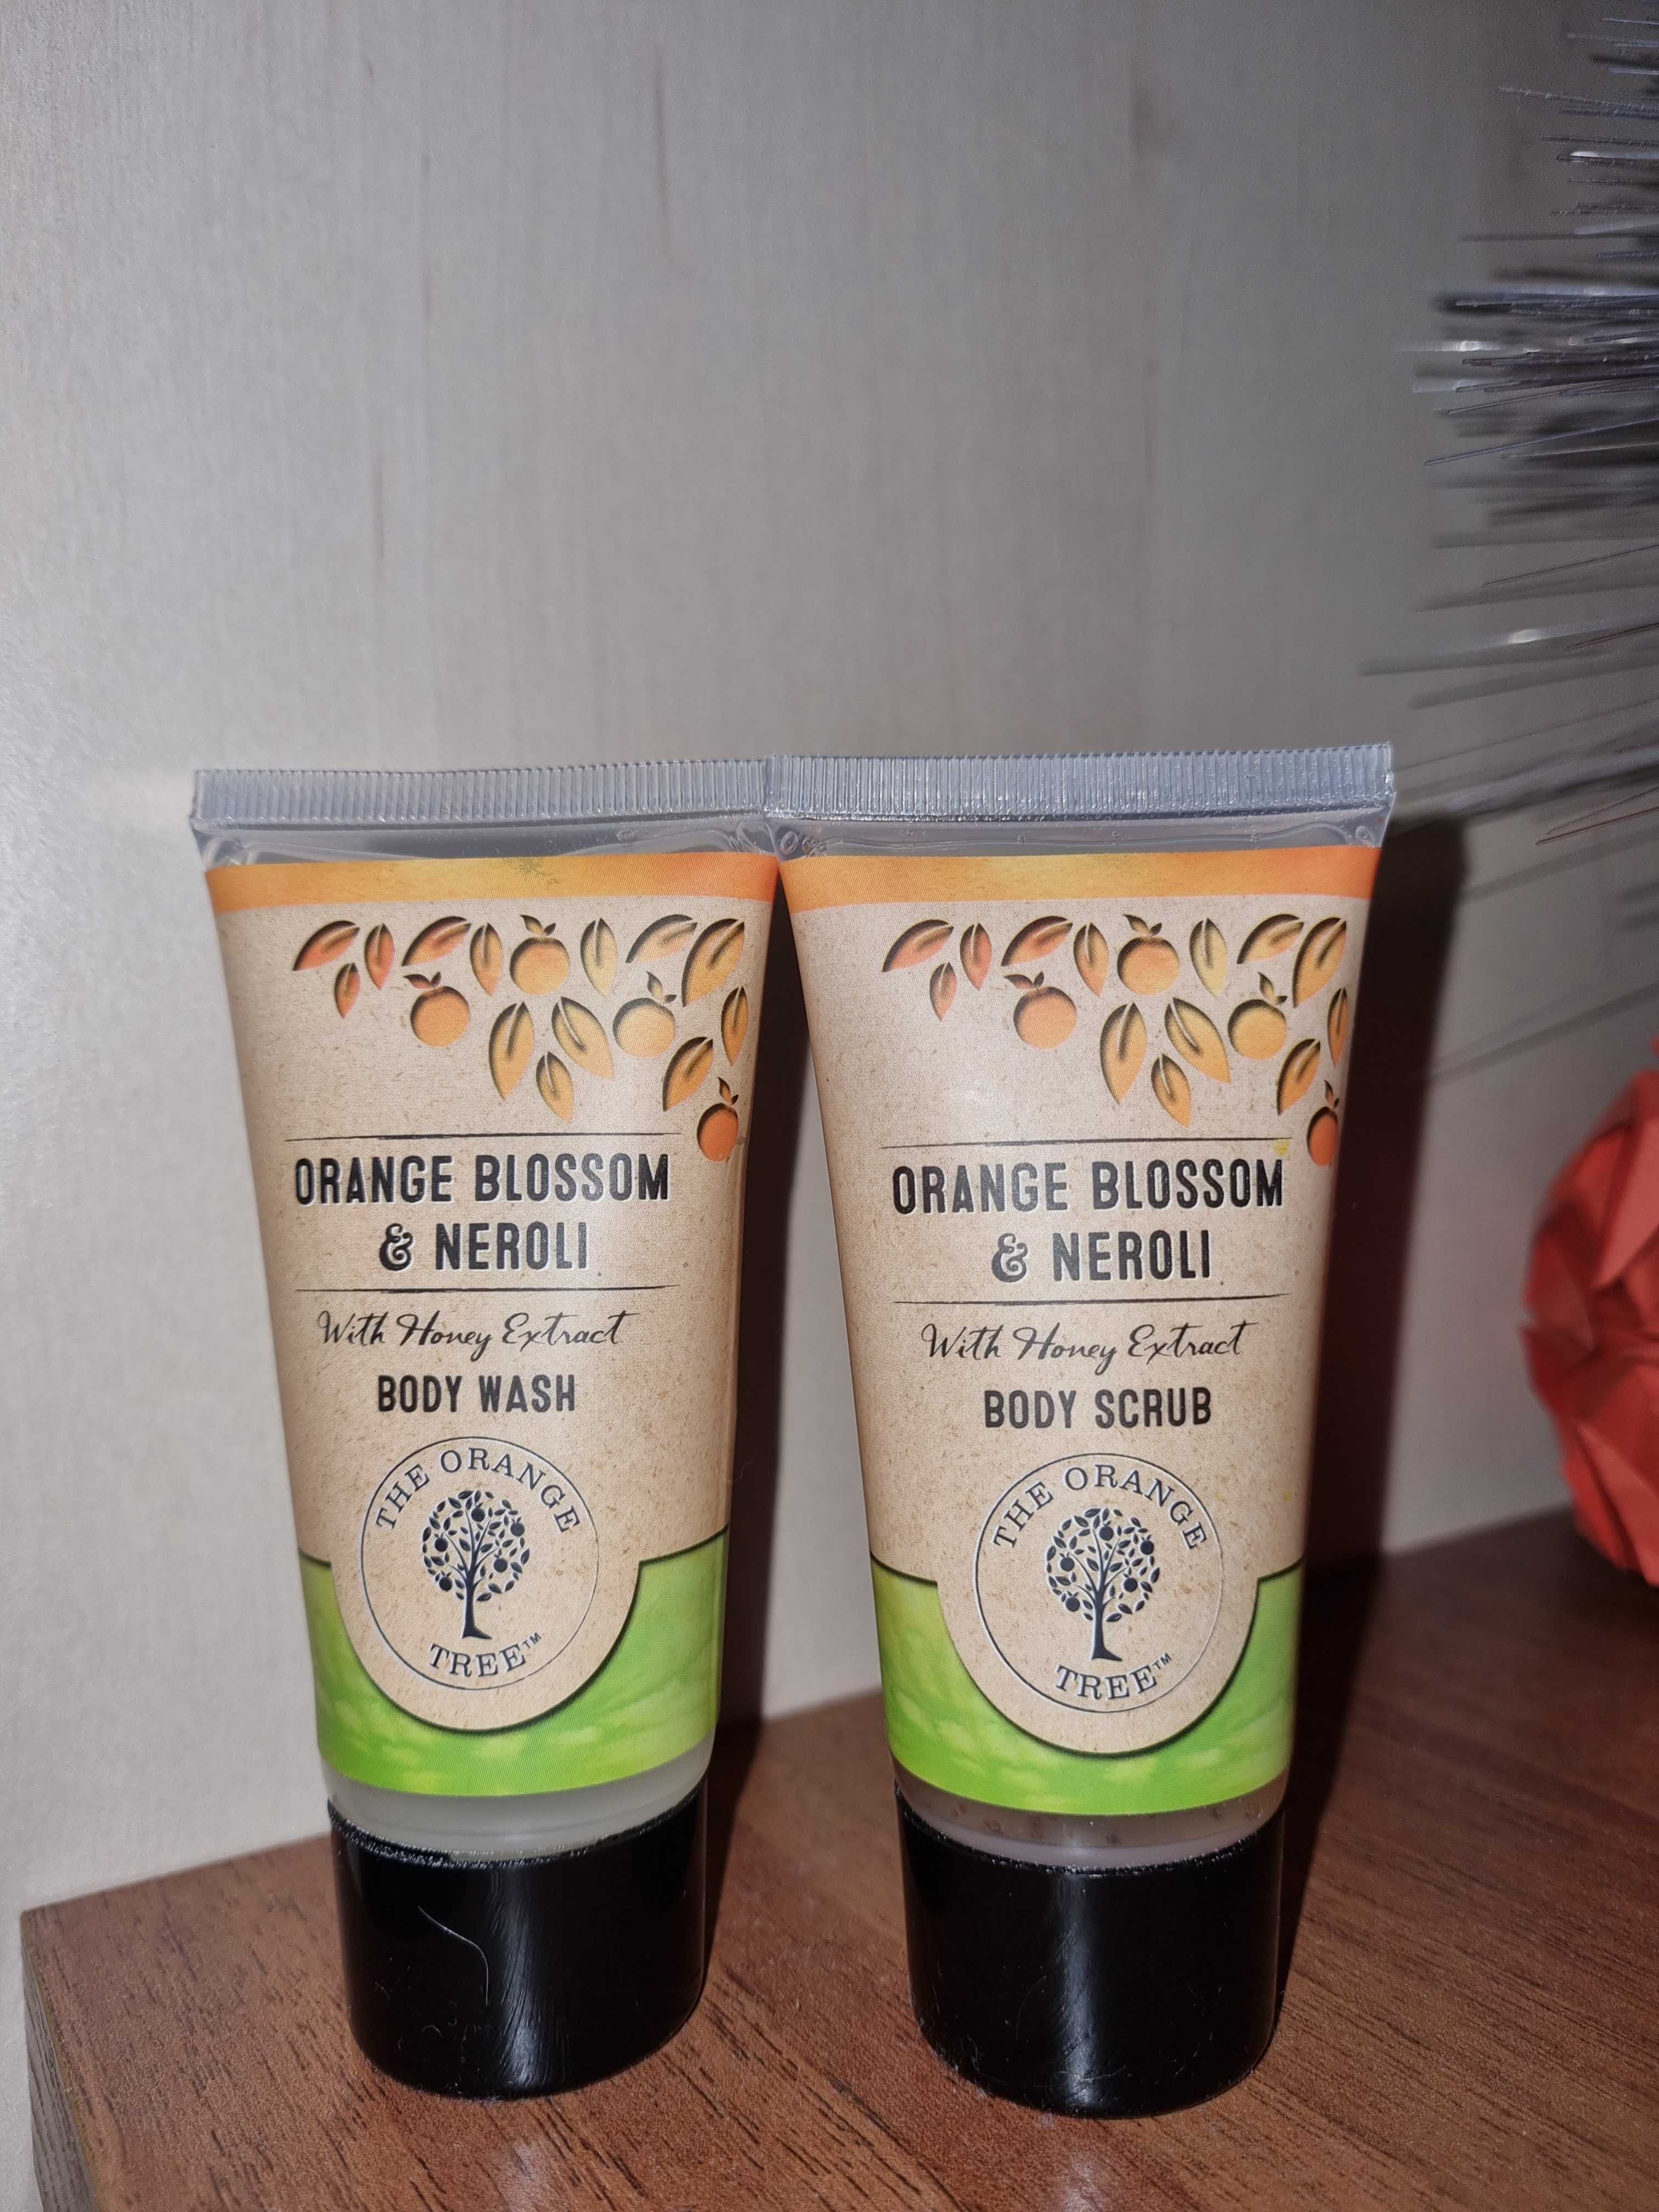 ORANGE BLOSSOM
& NEROLI
With Honey Extract
BODY WASH
THE ORANGE
TREE™
ORANGE BLOSSOM
& NEROLI
With Honey Extract
BODY SCRUB
THE ORANGE
TREE™